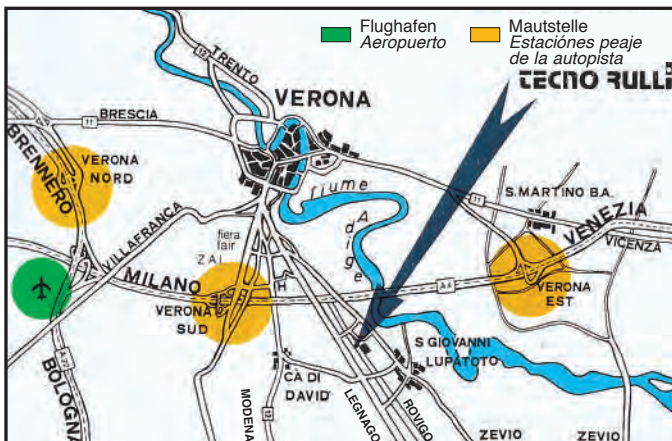 Flughafen
Aeropuerto
Mautstelle
Estaciónes peaje
de la autopista
TECNO RULLI
12
TRENTO
VERONA
BRESCIA
11
BRENNERO
VERONA
NORD
fiume
Adige
S. MARTINO B.A.
11
VENEZIA
VICENZA
VILLAFRANCA
fiera
fair
ZAI
MILANO
H
A4
VERONA
EST
VERONA
SUD
S GIOVANNI
LUPATOTO
A 22
BOLOGNA
CA DI
DAVID
MODENA
12
LEGNAGO
ROVIGO
ZEVIO
ZEVIO